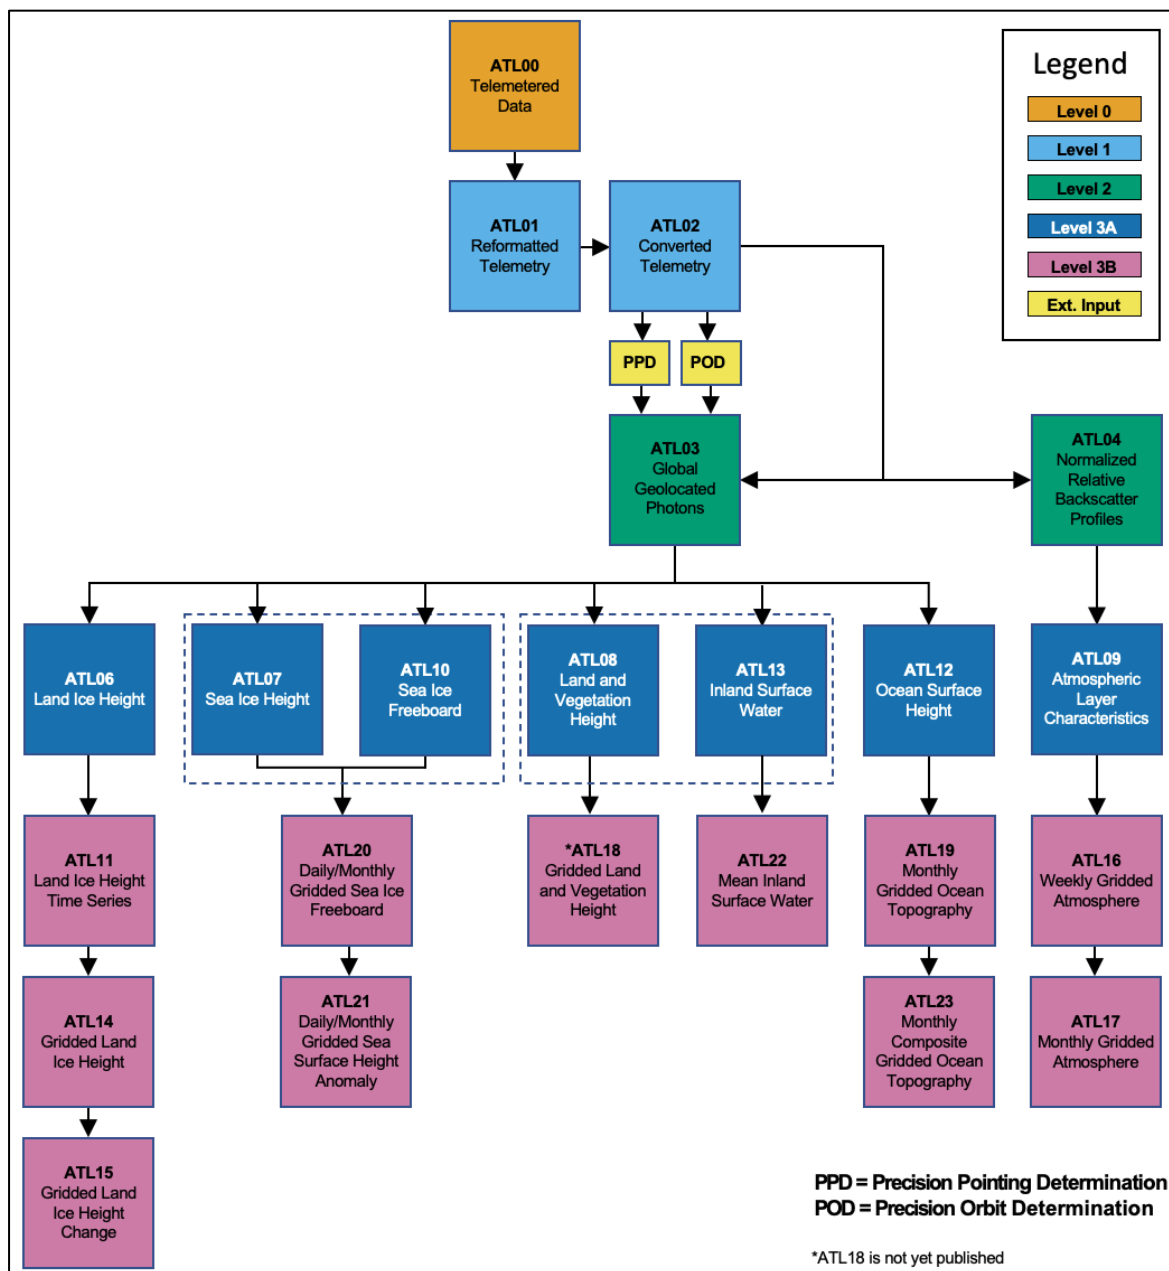 ATL00
Telemetered
Data
Legend
Level 0
Level 1
Level 2
Level 3A
Level 3B
Ext. Input
ATL01
Reformatted
Telemetry
ATL02
Converted
Telemetry
PPD
POD
ATL03
Global
Geolocated
Photons
ATL04
Normalized
Relative
Backscatter
Profiles
ATL06
Land Ice Height
ATL07
Sea Ice Height
ATL10
Sea Ice
Freeboard
ATL08
Land and
Vegetation
Height
ATL13
Inland Surface
Water
ATL12
Ocean Surface
Height
ATL09
Atmospheric
Layer
Characteristics
ATL11
Land Ice Height
Time Series
ATL20
Daily/Monthly
Gridded Sea Ice
Freeboard
*ATL18
Gridded Land
and Vegetation
Height
ATL22
Mean Inland
Surface Water
ATL19
Monthly
Gridded Ocean
Topography
ATL16
Weekly Gridded
Atmosphere
ATL14
Gridded Land
Ice Height
ATL21
Daily/Monthly
Gridded Sea
Surface Height
Anomaly
ATL23
Monthly
Composite
Gridded Ocean
Topography
ATL17
Monthly Gridded
Atmosphere
ATL15
Gridded Land
Ice Height
Change
PPD = Precision Pointing Determination
POD = Precision Orbit Determination
*ATL18 is not yet published